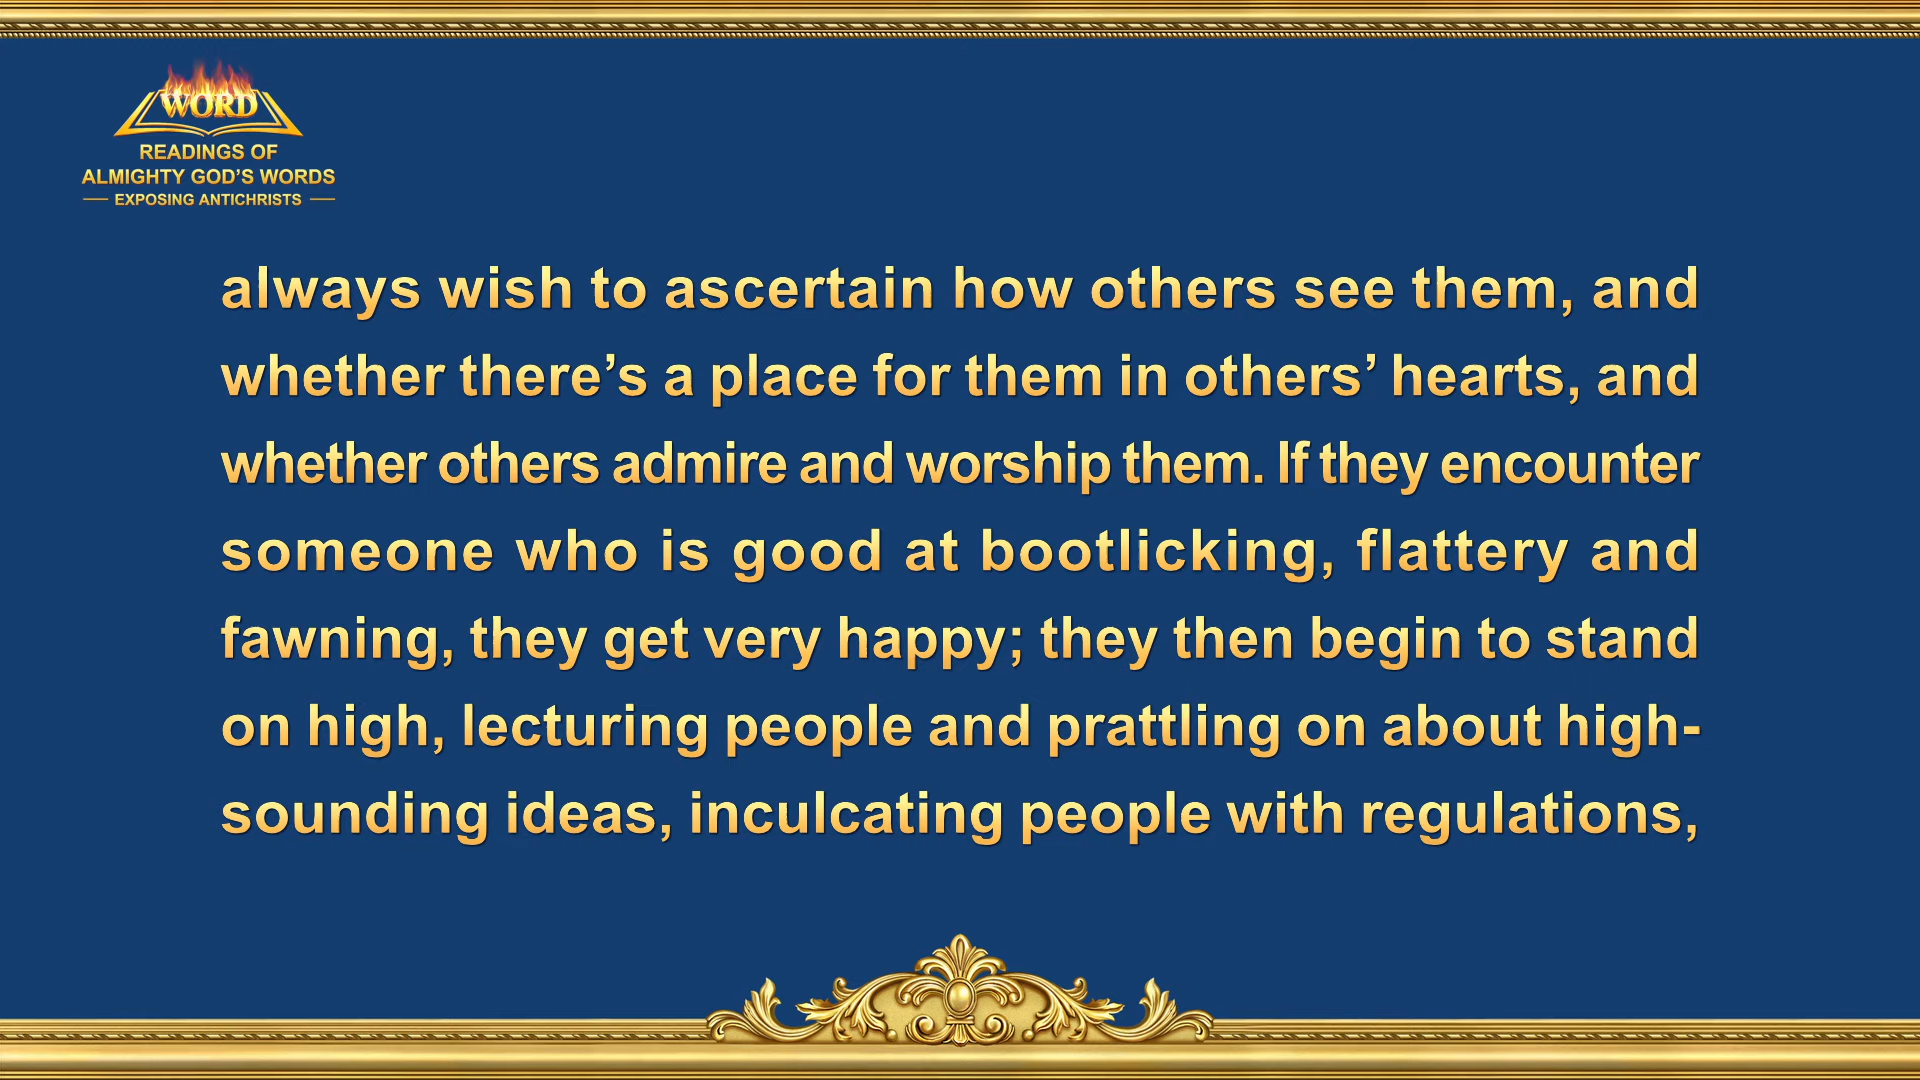 WORD
READINGS OF
ALMIGHTY GOD’S WORDS
EXPOSING ANTICHRISTS
always wish to ascertain how others see them, and
whether there’s a place for them in others’ hearts, and
whether others admire and worship them. If they encounter
someone who is good at bootlicking, flattery and
fawning, they get very happy; they then begin to stand
on high, lecturing people and prattling on about high-
sounding ideas, inculcating people with regulations,